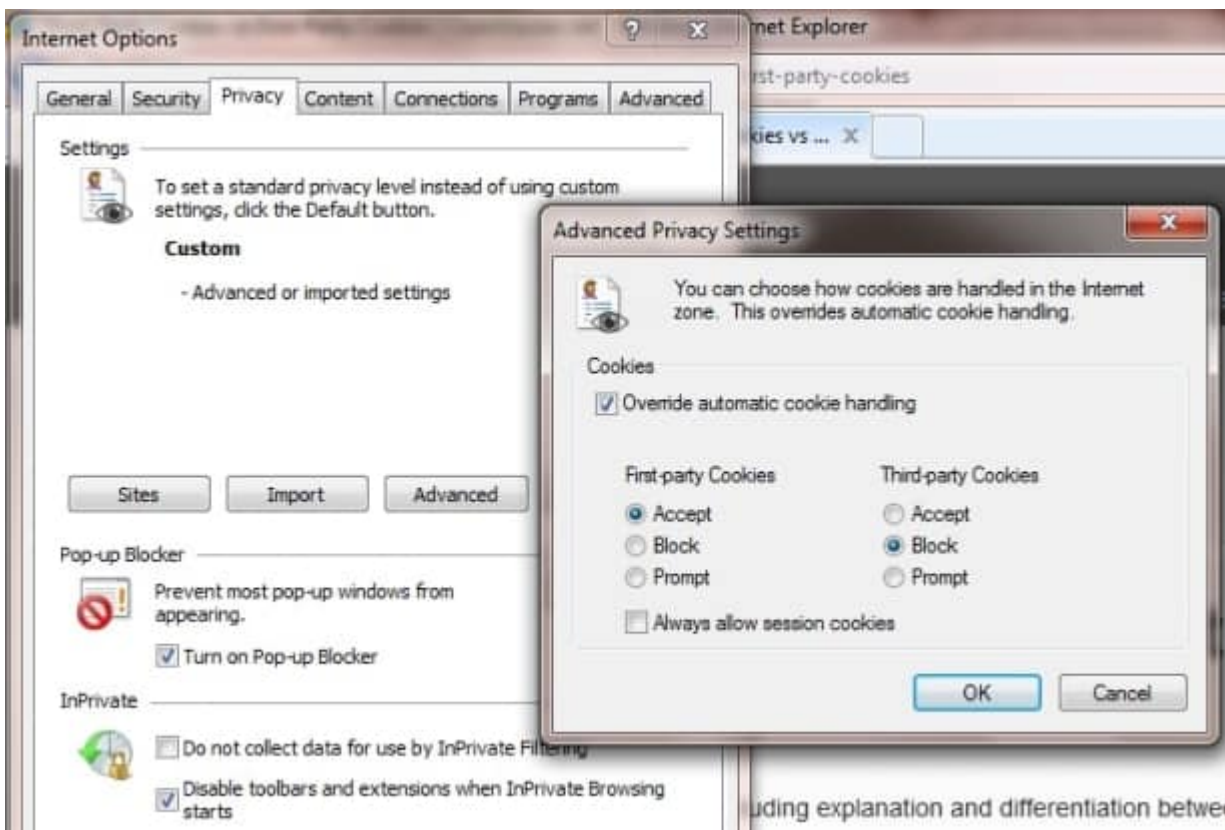 Internet Options
net Explorer
rst-party-cookies
General Security Privacy Content Connections Programs Advanced
kies vs ...
Settings
To set a standard privacy level instead of using custom
settings, click the Default button.
Custom
- Advanced or imported settings
Sites Import Advanced
Pop-up Blocker
Prevent most pop-up windows from
appearing.
Turn on Pop-up Blocker
InPrivate
Do not collect data for use by InPrivate Filtering
Disable toolbars and extensions when InPrivate Browsing
starts
Advanced Privacy Settings
You can choose how cookies are handled in the Internet
zone. This overrides automatic cookie handling.
Cookies
Override automatic cookie handling
First-party Cookies Third-party Cookies
Accept Accept
Block Block
Prompt Prompt
Always allow session cookies
OK Cancel
uding explanation and differentiation betwee